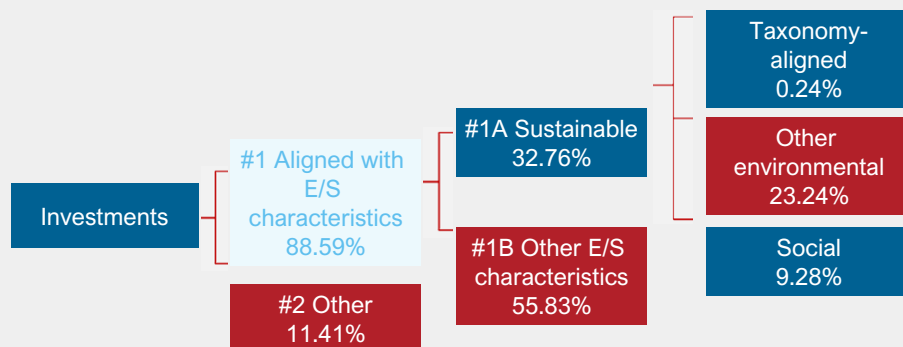 Investments
#1 Aligned with
E/S
characteristics
88.59%
#2 Other
11.41%
#1A Sustainable
32.76%
#1B Other E/S
characteristics
55.83%
Taxonomy-
aligned
0.24%
Other
environmental
23.24%
Social
9.28%